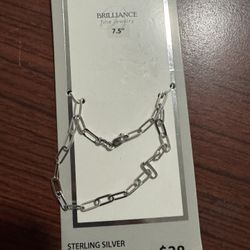 BRILLIANCE
fine jewelry
7.5"
STERLING SILVER